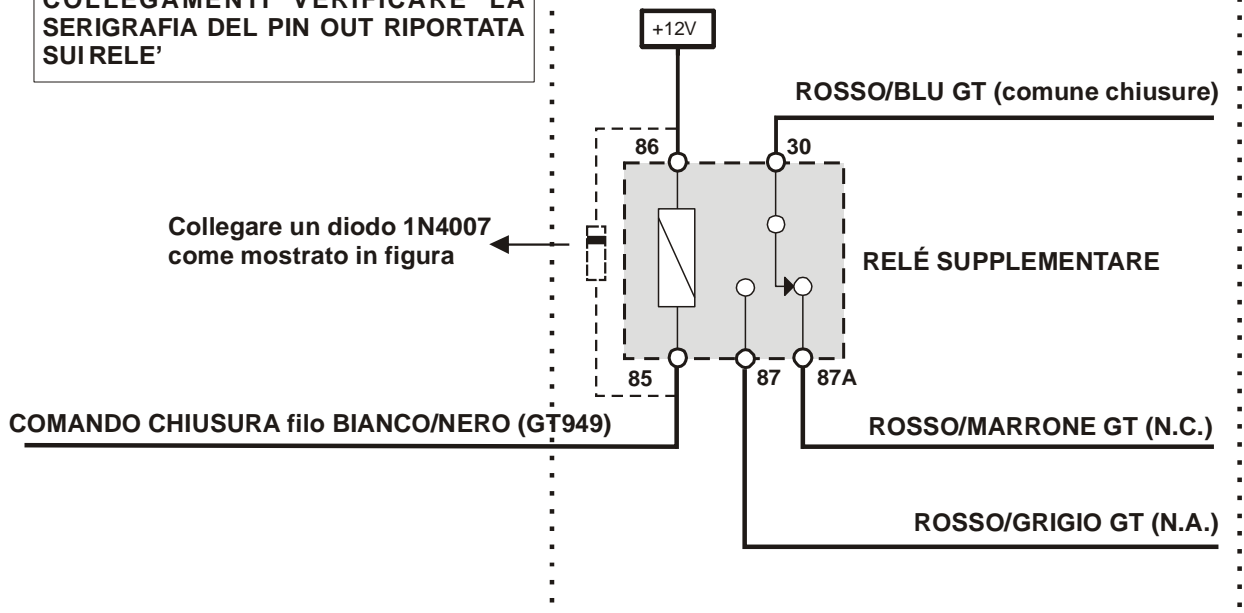 COLLEGAMENTI VERIFICARE LA
SERIGRAFIA DEL PIN OUT RIPORTATA
SUI RELE’
+12V
ROSSO/BLU GT (comune chiusure)
86
30
Collegare un diodo 1N4007
come mostrato in figura
RELÉ SUPPLEMENTARE
85
87
87A
COMANDO CHIUSURA filo BIANCO/NERO (GT949)
ROSSO/MARRONE GT (N.C.)
ROSSO/GRIGIO GT (N.A.)